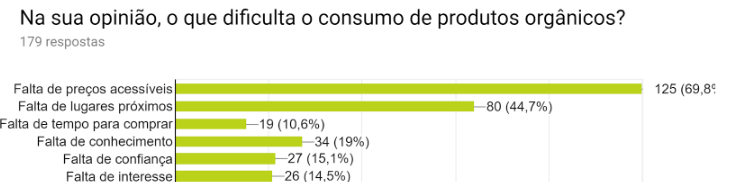 Na sua opinião, o que dificulta o consumo de produtos orgânicos?
179 respostas
Falta de preços acessíveis 125 (69,8%
Falta de lugares próximos 80 (44,7%)
Falta de tempo para comprar 19 (10,6%)
Falta de conhecimento 34 (19%)
Falta de confiança 27 (15,1%)
Falta de interesse 26 (14,5%)